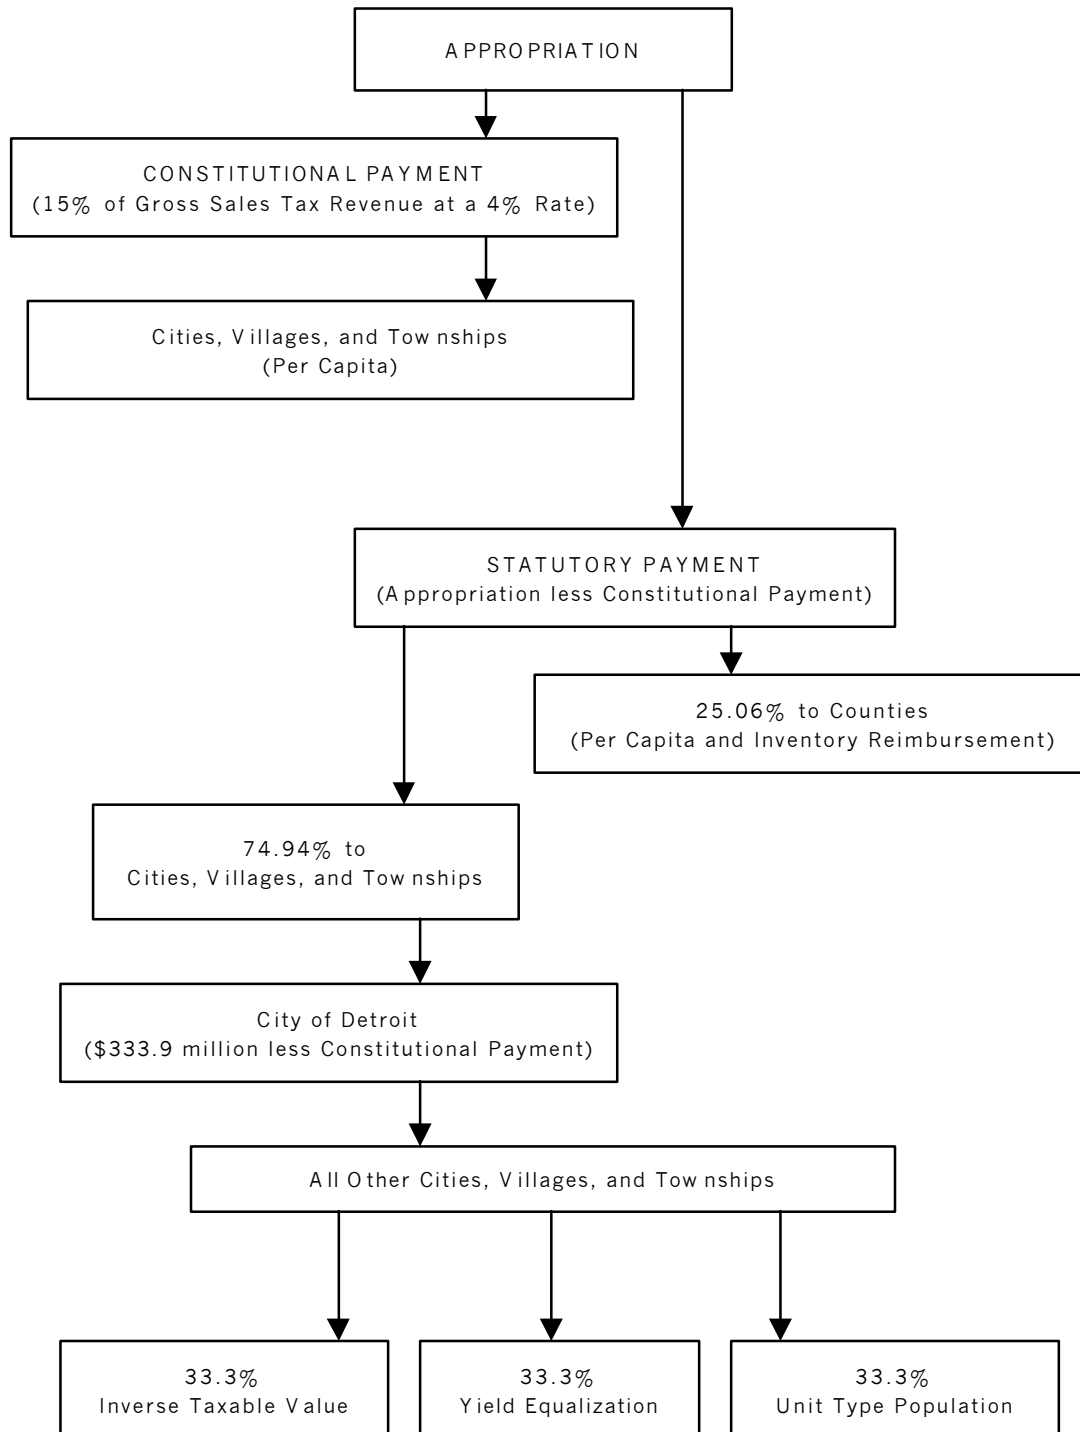 APPROPRIATION
CONSTITUTIONAL PAYMENT
(15% of Gross Sales Tax Revenue at a 4% Rate)
Cities, Villages, and Townships
(Per Capita)
STATUTORY PAYMENT
(Appropriation less Constitutional Payment)
25.06% to Counties
(Per Capita and Inventory Reimbursement)
74.94% to
Cities, Villages, and Townships
City of Detroit
($333.9 million less Constitutional Payment)
All Other Cities, Villages, and Townships
33.3%
Inverse Taxable Value
33.3%
Yield Equalization
33.3%
Unit Type Population